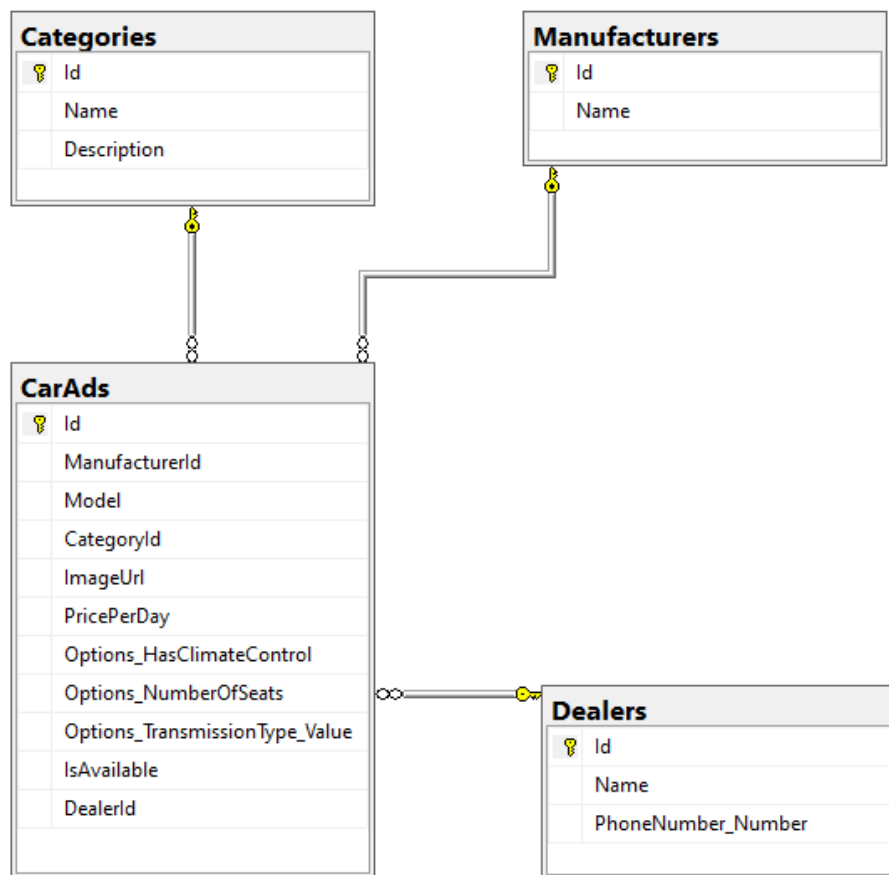 Categories
Id
Name
Description
Manufacturers
Id
Name
CarAds
Id
ManufacturerId
Model
CategoryId
ImageUrl
PricePerDay
Options_HasClimateControl
Options_NumberOfSeats
Options_TransmissionType_Value
IsAvailable
DealerId
Dealers
Id
Name
PhoneNumber_Number